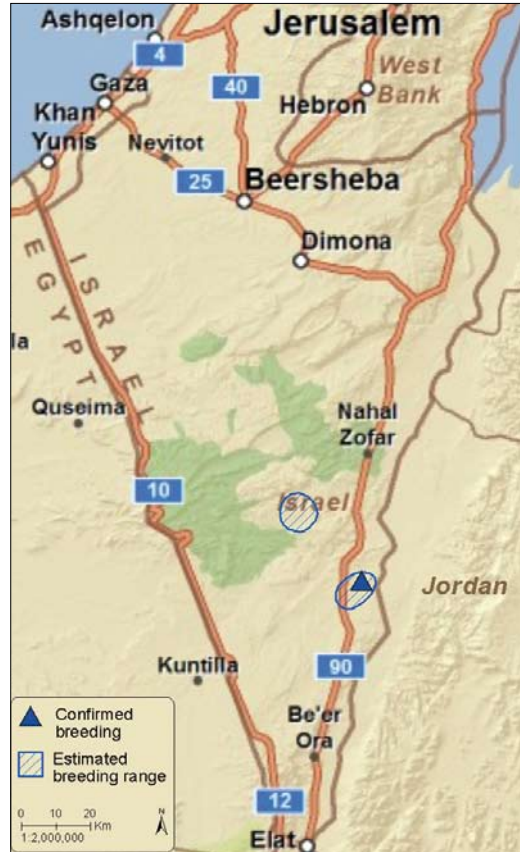 Ashqelon
Jerusalem
4
West
Bank
Gaza
40
Hebron
Khan
Yunis
Nevitot
25
Beersheba
Dimona
ISRAEL
EGYPT
la
Quseima
Nahal
Zofar
10
Israel
Jordan
Kuntilla
90
Be'er
Ora
Confirmed
breeding
Estimated
breeding range
0 10 20
Km
1:2,000,000
N
12
Elat